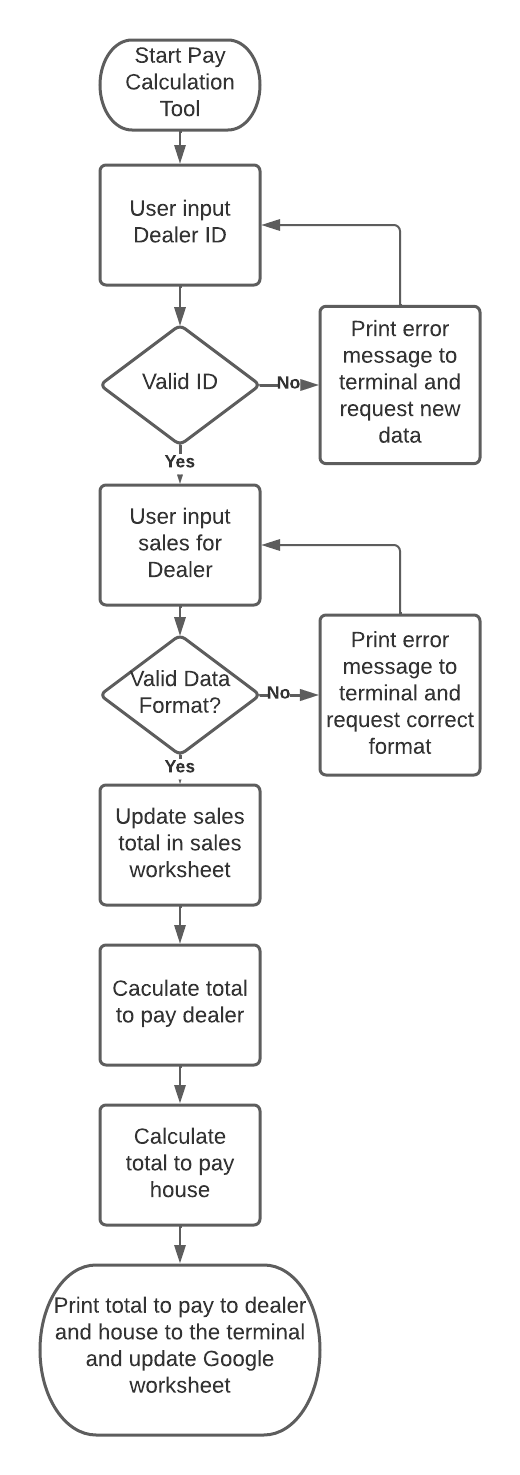 Start Pay
Calculation
Tool
User input
Dealer ID
Print error
message to
terminal and
request new
data
Valid ID
No
Yes
User input
sales for
Dealer
Print error
message to
terminal and
request correct
format
Valid Data
Format?
No
Yes
Update sales
total in sales
worksheet
Caculate total
to pay dealer
Calculate
total to pay
house
Print total to pay to dealer
and house to the terminal
and update Google
worksheet